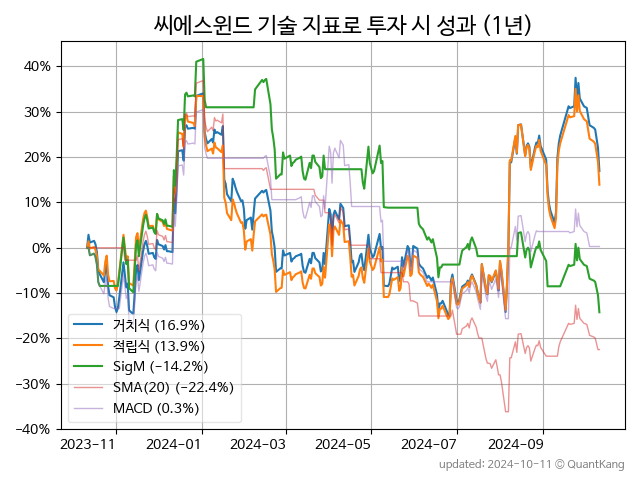 씨에스윈드 기술 지표로 투자 시 성과 (1년)
40%
30%
20%
10%
0%
−10%
−20%
−30%
−40%
거치식 (16.9%)
적립식 (13.9%)
SigM (−14.2%)
SMA(20) (−22.4%)
MACD (0.3%)
2023−11 2024−01 2024−03 2024−05 2024−07 2024−09
updated: 2024-10-11 © QuantKang